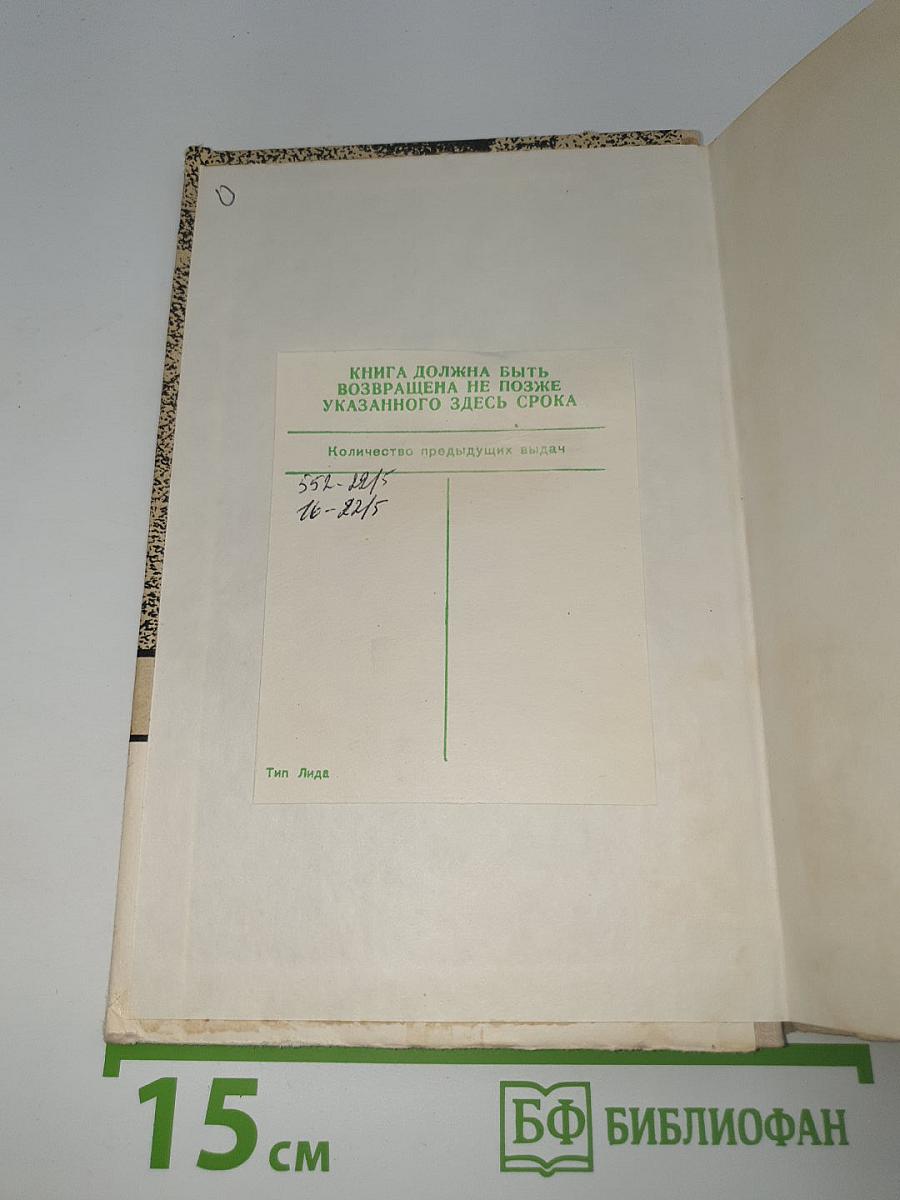 О
КНИГА ДОЛЖНА БЫТЬ
ВОЗВРАЩЕНА НЕ ПОЗЖЕ
УКАЗАННОГО ЗДЕСЬ СРОКА
Количество предыдущих выдач
552-22/5
16-22/5
Тип Лида
15 см
БФ БИБЛИОФАН